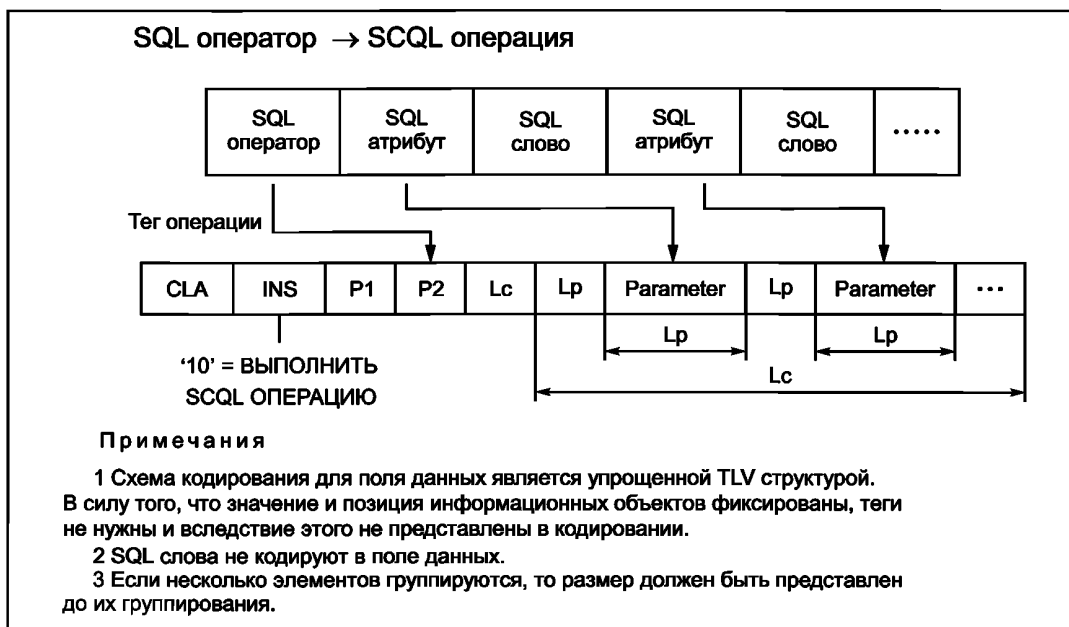 SQL оператор → SCQL операция
SQL оператор
SQL атрибут
SQL слово
SQL атрибут
SQL слово
.....
Тег операции
CLA INS P1 P2 Lc Lp Parameter Lp Parameter ...
Lp Lp
Lc
‘10’ = ВЫПОЛНИТЬ
SCQL ОПЕРАЦИЮ
Примечания
1 Схема кодирования для поля данных является упрощенной TLV структурой.
В силу того, что значение и позиция информационных объектов фиксированы, теги
не нужны и вследствие этого не представлены в кодировании.
2 SQL слова не кодируют в поле данных.
3 Если несколько элементов группируются, то размер должен быть представлен
до их группирования.